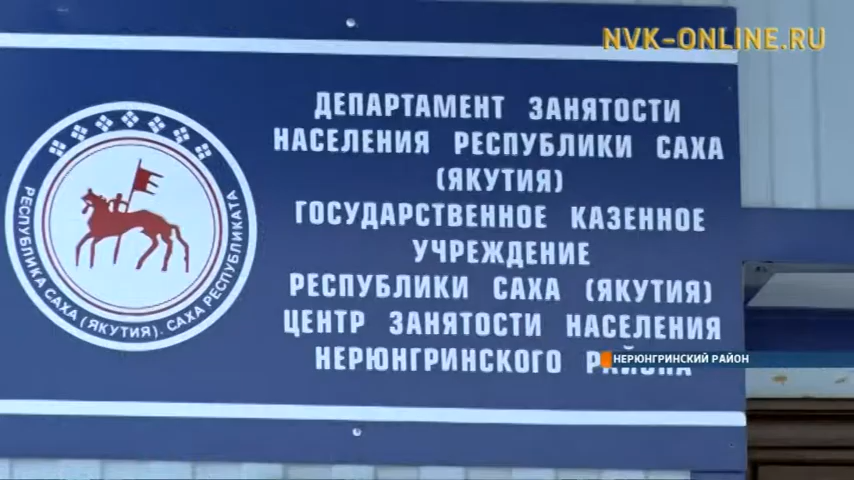 NVK-ONLINE.RU
ДЕПАРТАМЕНТ ЗАНЯТОСТИ
НАСЕЛЕНИЯ РЕСПУБЛИКИ САХА
(ЯКУТИЯ)
ГОСУДАРСТВЕННОЕ КАЗЕННОЕ
УЧРЕЖДЕНИЕ
РЕСПУБЛИКИ САХА (ЯКУТИЯ)
ЦЕНТР ЗАНЯТОСТИ НАСЕЛЕНИЯ
НЕРЮНГРИНСКОГО РАЙОНА
РЕСПУБЛИКА САХА (ЯКУТИЯ). САХА РЕСПУБЛИКАТА
НЕРЮНГРИНСКИЙ РАЙОН